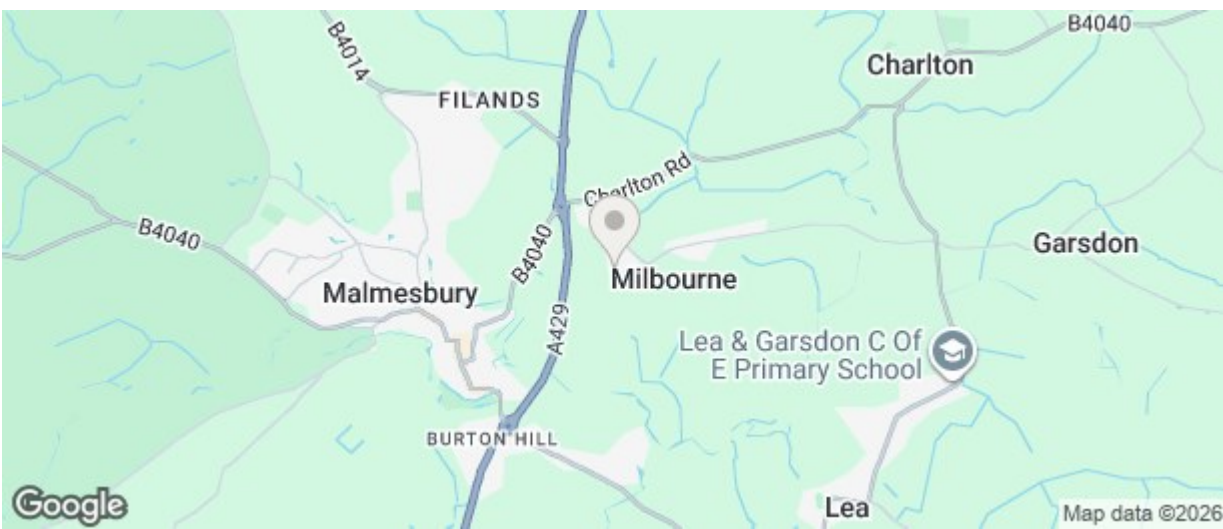 B4040
B4014
Charlton
FILANDS
Charlton Rd
B4040
B4040
Garsdon
Milbourne
Malmesbury
A429
Lea & Garsdon C Of
E Primary School
BURTON HILL
Lea
Google
Map data ©2026